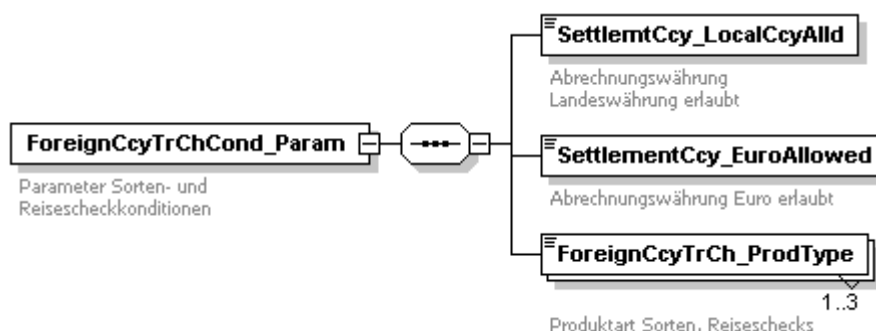 SettlemtCcy_LocalCcyAlld
Abrechnungswährung
Landeswährung erlaubt
ForeignCcyTrChCond_Param
Parameter Sorten- und
Reisescheckkonditionen
SettlementCcy_EuroAllowed
Abrechnungswährung Euro erlaubt
ForeignCcyTrCh_ProdType
1..3
Produktart Sorten, Reiseschecks